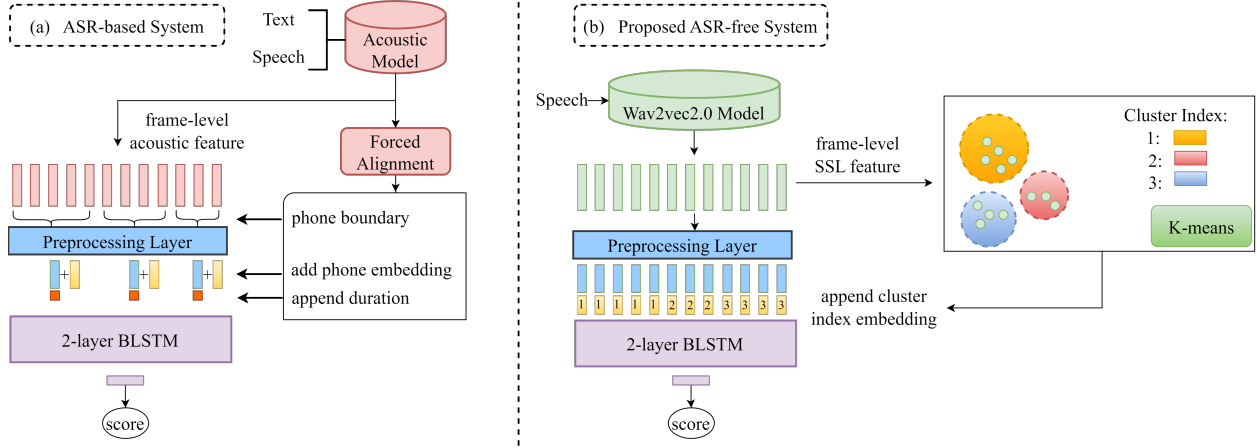 (a) ASR-based System
Text
Speech
Acoustic
Model
frame-level
acoustic feature
Forced
Alignment
phone boundary
Preprocessing Layer
+ + +
add phone embedding
append duration
2-layer BLSTM
score
(b) Proposed ASR-free System
Speech
Wav2vec2.0 Model
frame-level
SSL feature
Cluster Index:
1:
2:
3:
K-means
Preprocessing Layer
1 1 1 1 1 2 2 2 3 3 3 3
append cluster
index embedding
2-layer BLSTM
score